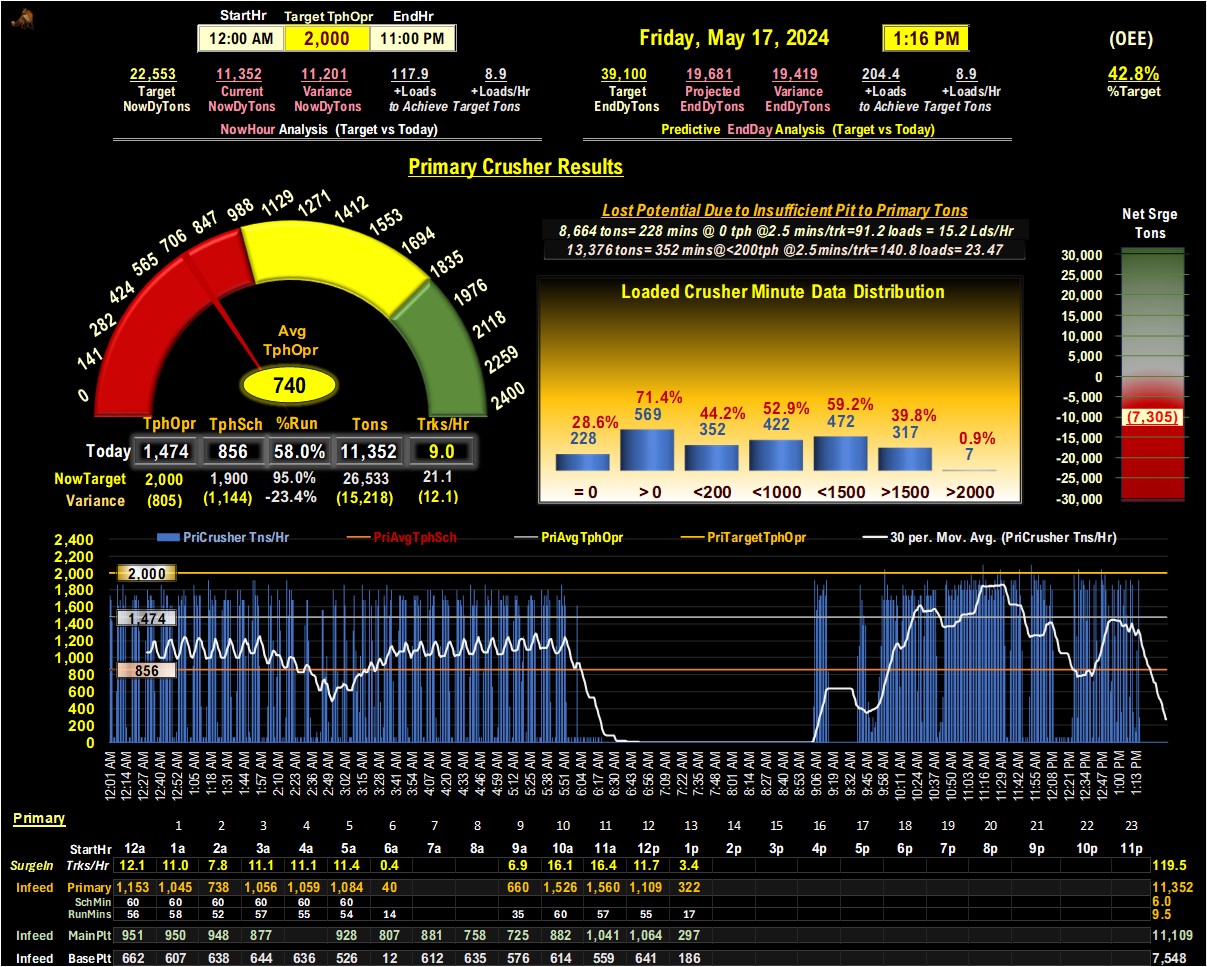 StartHr Target TphOpr EndHr
12:00 AM 2,000 11:00 PM
Friday, May 17, 2024 1:16 PM (OEE)
22,553 11,352 11,201 117.9 8.9 39,100 19,681 19,419 204.4 8.9 42.8%
Target Current Variance +Loads +Loads/Hr Target Projected Variance +Loads +Loads/Hr %Target
NowDyTons NowDyTons NowDyTons to Achieve Target Tons EndDyTons EndDyTons EndDyTons to Achieve Target Tons
NowHour Analysis (Target vs Today) Predictive EndDay Analysis (Target vs Today)
Primary Crusher Results
0 141 282 424 565 706 847 988 1129 1271 1412 1553 1694 1835 1976 2118 2259 2400
Avg
TphOpr
740
Lost Potential Due to Insufficient Pit to Primary Tons
8,664 tons= 228 mins @ 0 tph @2.5 mins/trk=91.2 loads = 15.2 Lds/Hr
13,376 tons= 352 mins@<200tph @2.5mins/trk=140.8 loads= 23.47
Net Srge
Tons
30,000
25,000
20,000
15,000
10,000
5,000
0
-5,000
-10,000
-15,000
-20,000
-25,000
-30,000
(7,305)
Loaded Crusher Minute Data Distribution
28.6% 71.4% 44.2% 52.9% 59.2% 39.8% 0.9%
228 569 352 422 472 317 7
= 0 > 0 <200 <1000 <1500 >1500 >2000
TphOpr TphSch %Run Tons Trks/Hr
Today 1,474 856 58.0% 11,352 9.0
NowTarget 2,000 1,900 95.0% 26,533 21.1
Variance (805) (1,144) -23.4% (15,218) (12.1)
PriCrusher Tns/Hr PriAvgTphSch PriAvgTphOpr PriTargetTphOpr 30 per. Mov. Avg. (PriCrusher Tns/Hr)
2,400
2,200
2,000
1,800
1,600
1,400
1,200
1,000
800
600
400
200
0
2,000
1,474
856
12:01 AM 12:14 AM 12:27 AM 12:40 AM 12:52 AM 1:05 AM 1:18 AM 1:31 AM 1:44 AM 1:57 AM 2:10 AM 2:23 AM 2:36 AM 2:49 AM 3:02 AM 3:15 AM 3:28 AM 3:41 AM 3:54 AM 4:07 AM 4:20 AM 4:33 AM 4:46 AM 4:59 AM 5:12 AM 5:25 AM 5:38 AM 5:51 AM 6:04 AM 6:17 AM 6:30 AM 6:43 AM 6:56 AM 7:09 AM 7:22 AM 7:35 AM 7:48 AM 8:01 AM 8:14 AM 8:27 AM 8:40 AM 8:53 AM 9:06 AM 9:19 AM 9:32 AM 9:45 AM 9:58 AM 10:11 AM 10:24 AM 10:37 AM 10:50 AM 11:03 AM 11:16 AM 11:29 AM 11:42 AM 11:55 AM 12:08 PM 12:21 PM 12:34 PM 12:47 PM 1:00 PM 1:13 PM
Primary
1 2 3 4 5 6 7 8 9 10 11 12 13 14 15 16 17 18 19 20 21 22 23
StartHr 12a 1a 2a 3a 4a 5a 6a 7a 8a 9a 10a 11a 12p 1p 2p 3p 4p 5p 6p 7p 8p 9p 10p 11p
SurgeIn Trks/Hr 12.1 11.0 7.8 11.1 11.1 11.4 0.4 6.9 16.1 16.4 11.7 3.4 119.5
Infeed Primary 1,153 1,045 738 1,056 1,059 1,084 40 660 1,526 1,560 1,109 322 11,352
SchMin 60 60 60 60 60 60 6.0
RunMins 56 58 52 57 55 54 14 35 60 57 55 17 9.5
Infeed MainPlt 951 950 948 877 928 807 881 758 725 882 1,041 1,064 297 11,109
Infeed BasePlt 662 607 638 644 636 526 12 612 635 576 614 559 641 186 7,548